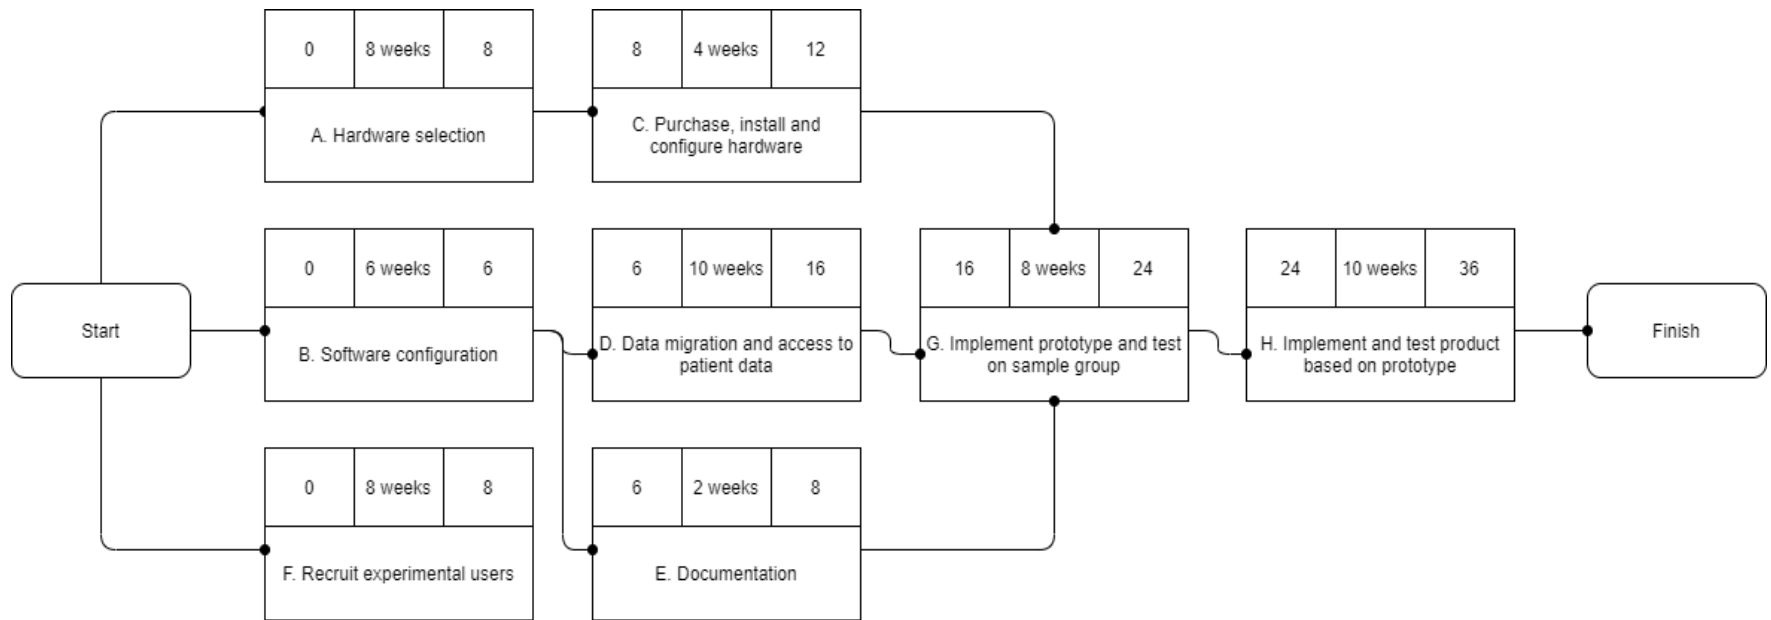 0
8 weeks
8
A. Hardware selection
8
4 weeks
12
C. Purchase, install and
configure hardware
Start
0
6 weeks
6
B. Software configuration
6
10 weeks
16
D. Data migration and access to
patient data
16
8 weeks
24
G. Implement prototype and test
on sample group
24
10 weeks
36
H. Implement and test product
based on prototype
Finish
0
8 weeks
8
F. Recruit experimental users
6
2 weeks
8
E. Documentation